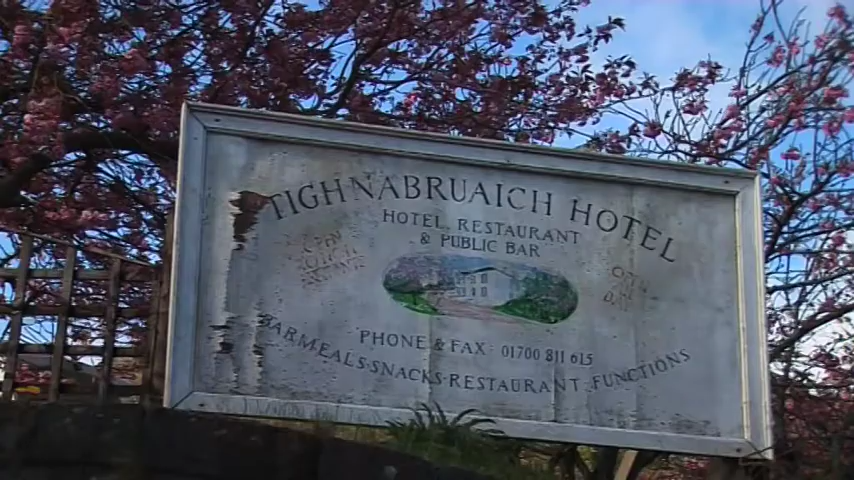 TIGHNABRUAICH HOTEL
HOTEL, RESTAURANT
& PUBLIC BAR
PHONE & FAX 01700 811 615
BARMEALS·SNACKS·RESTAURANT·FUNCTIONS